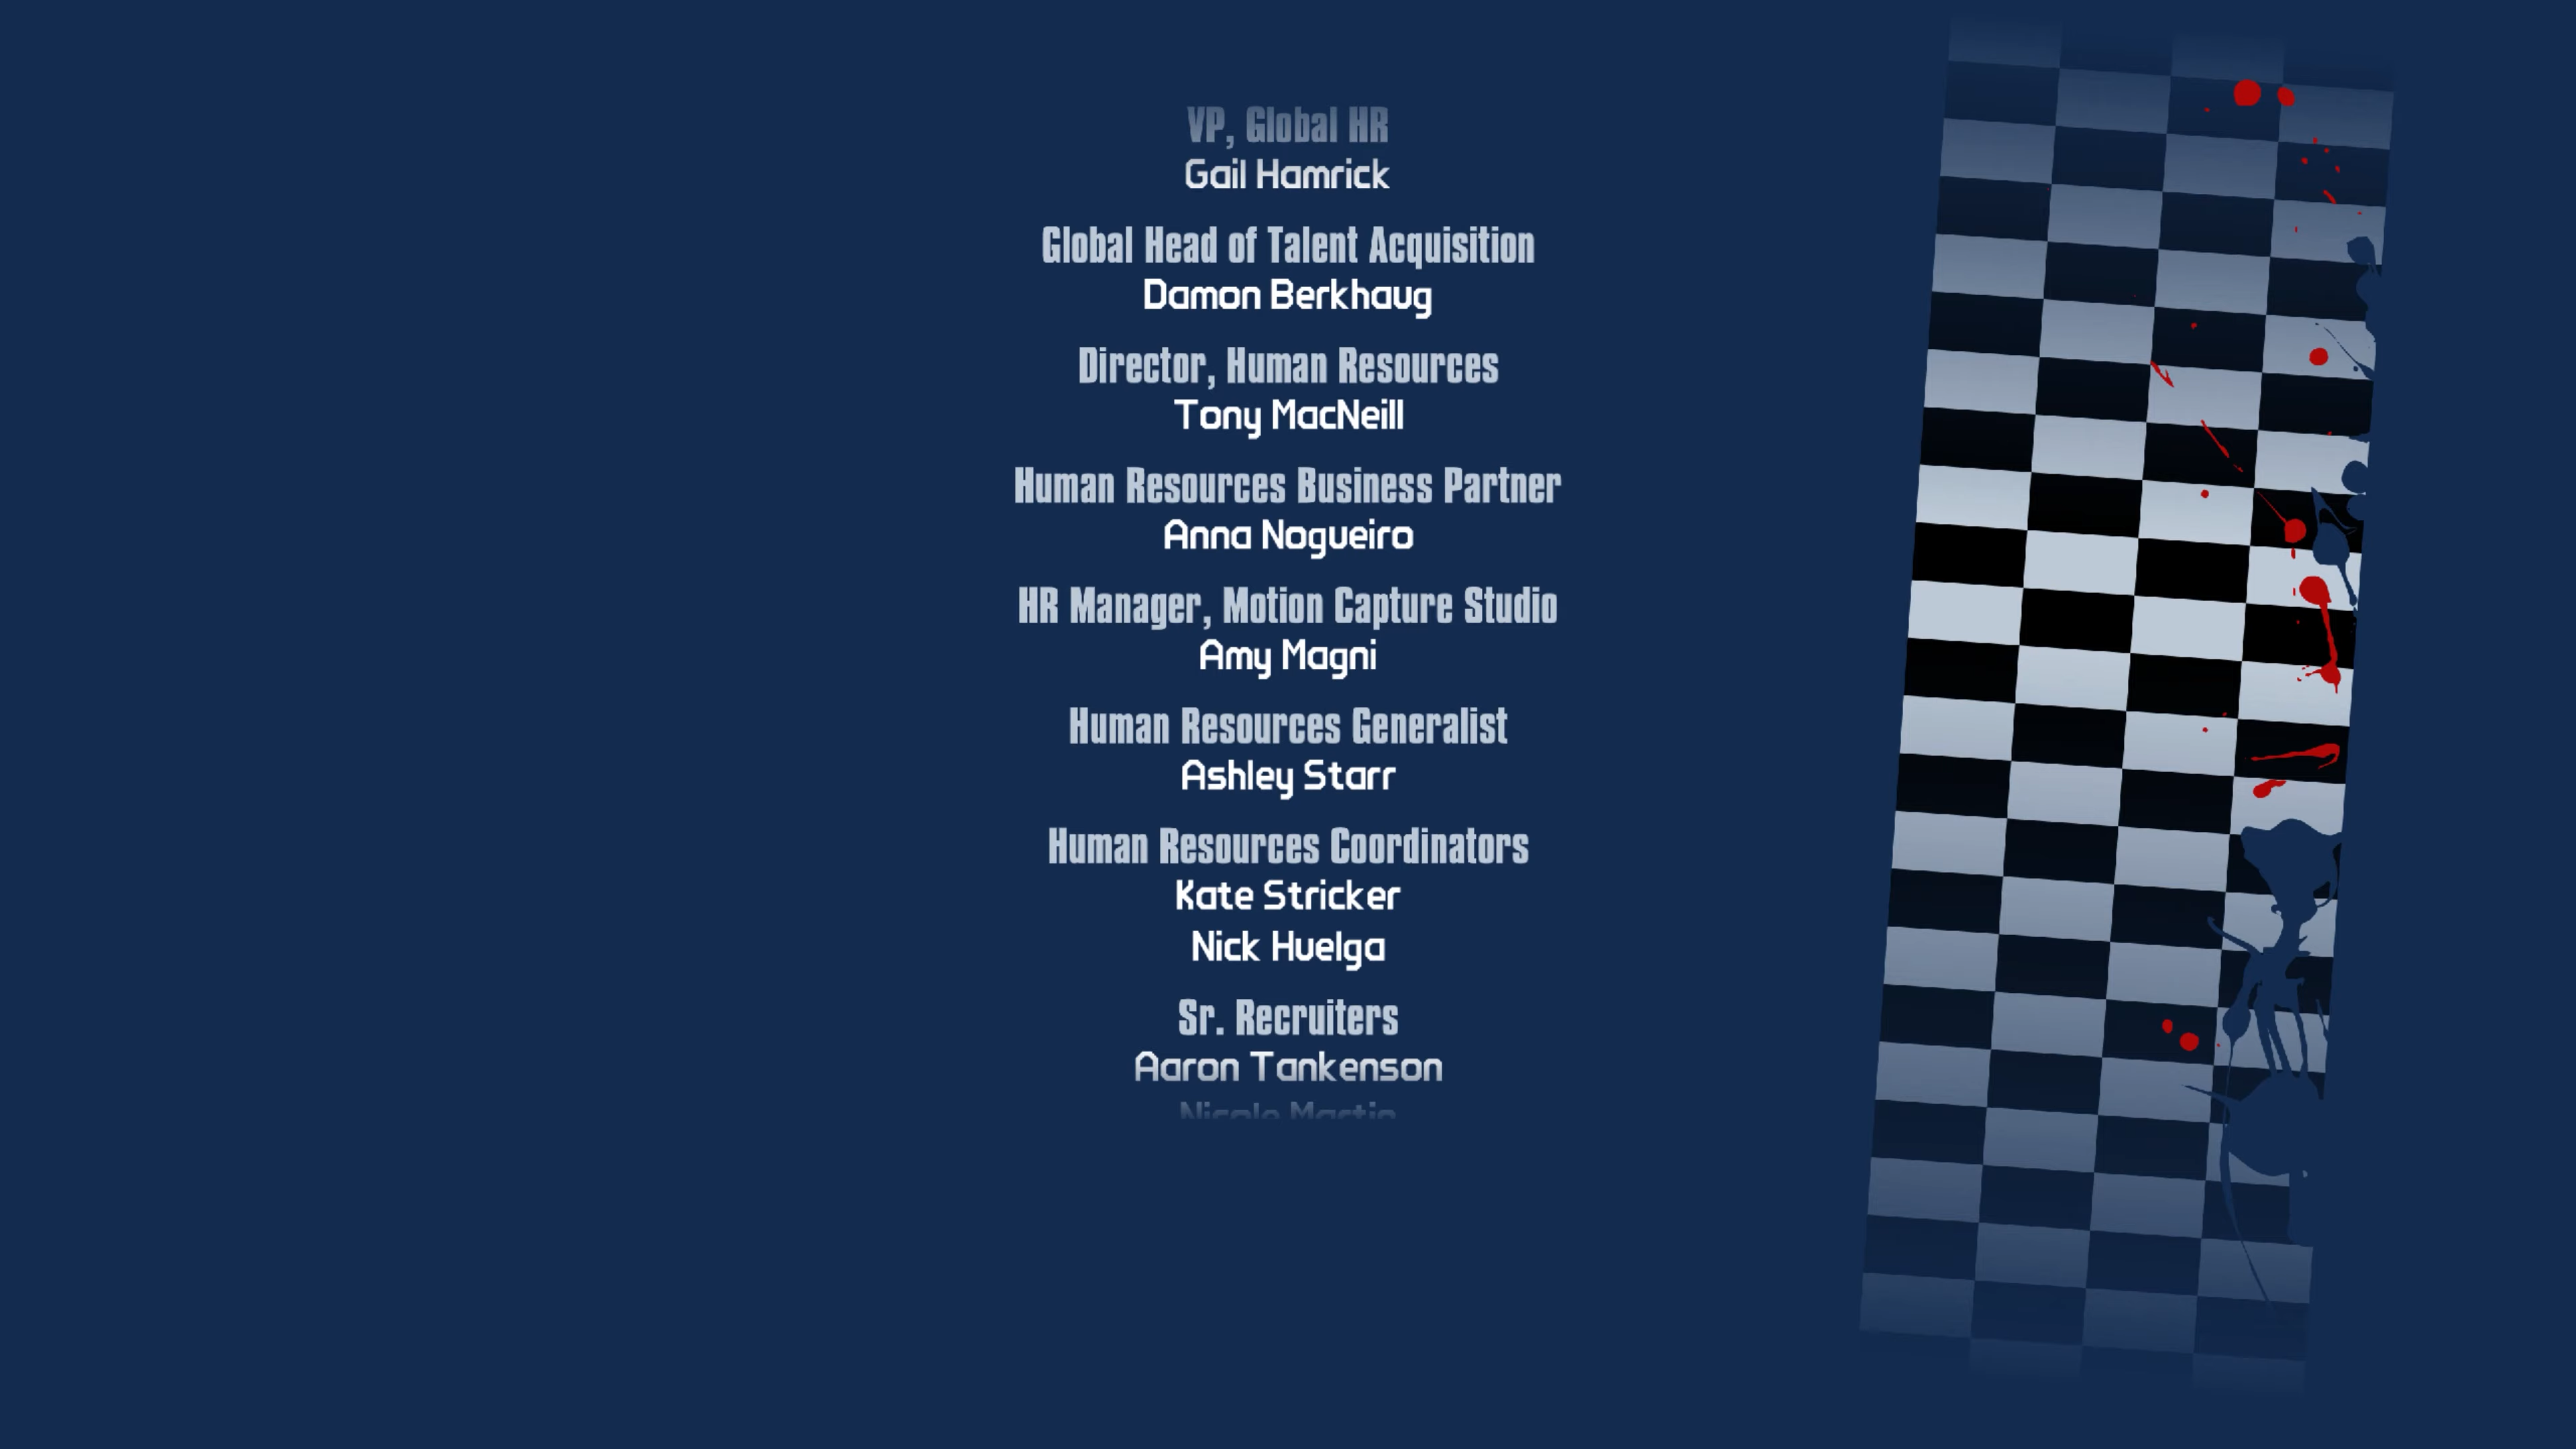 VP, Global HR
Gail Hamrick
Global Head of Talent Acquisition
Damon Berkhaug
Director, Human Resources
Tony MacNeill
Human Resources Business Partner
Anna Nogueiro
HR Manager, Motion Capture Studio
Amy Magni
Human Resources Generalist
Ashley Starr
Human Resources Coordinators
Kate Stricker
Nick Huelga
Sr. Recruiters
Aaron Tankenson